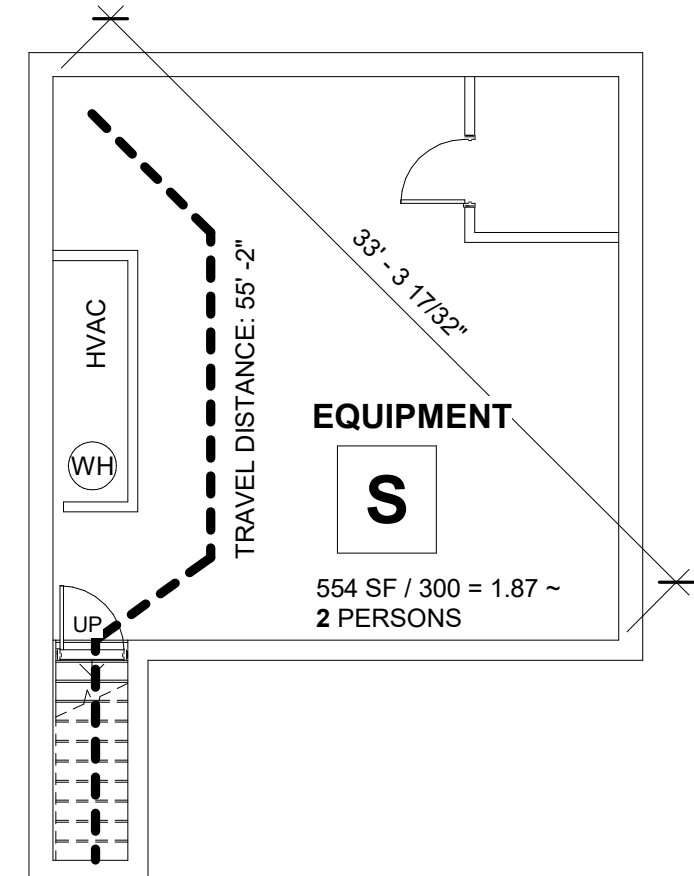 33' - 3 17/32"
HVAC
TRAVEL DISTANCE: 55' -2"
EQUIPMENT
WH
S
554 SF / 300 = 1.87 ~
2 PERSONS
UP